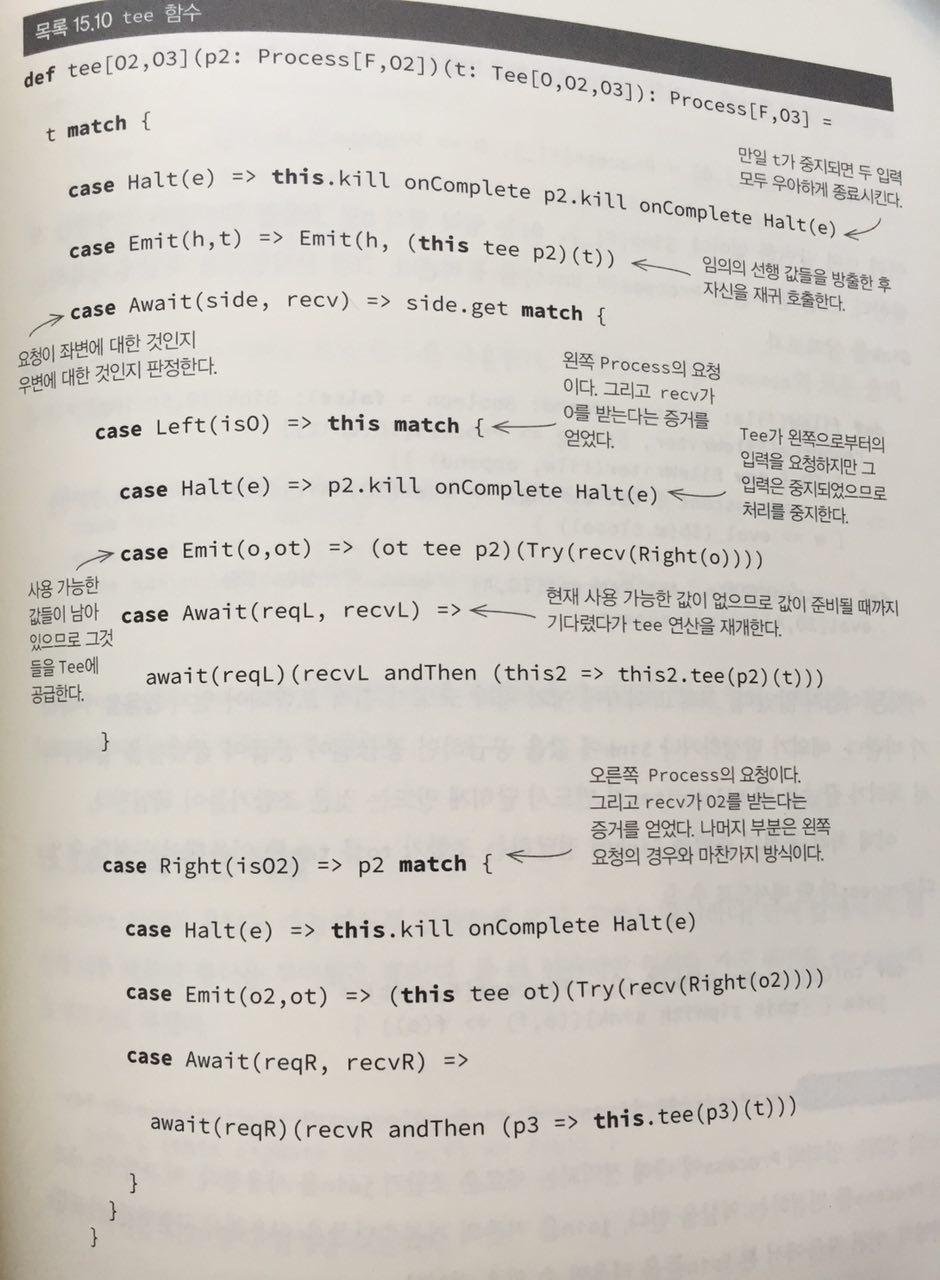 목록 15.10 tee 함수
def tee[O2,O3](p2: Process[F,O2])(t: Tee[O,O2,O3]): Process[F,O3] =
t match {
만일 t가 중지되면 두 입력
모두 우아하게 종료시킨다.
case Halt(e) => this.kill onComplete p2.kill onComplete Halt(e)
case Emit(h,t) => Emit(h, (this tee p2)(t))
임의의 선행 값들을 방출한 후
자신을 재귀 호출한다.
case Await(side, recv) => side.get match {
요청이 좌변에 대한 것인지
우변에 대한 것인지 판정한다.
왼쪽 Process의 요청
이다. 그리고 recv가
O를 받는다는 증거를
얻었다.
case Left(isO) => this match {
Tee가 왼쪽으로부터의
입력을 요청하지만 그
입력은 중지되었으므로
처리를 중지한다.
case Halt(e) => p2.kill onComplete Halt(e)
case Emit(o,ot) => (ot tee p2)(Try(recv(Right(o))))
사용 가능한
값들이 남아
있으므로 그것
들을 Tee에
공급한다.
case Await(reqL, recvL) =>
현재 사용 가능한 값이 없으므로 값이 준비될 때까지
기다렸다가 tee 연산을 재개한다.
await(reqL)(recvL andThen (this2 => this2.tee(p2)(t)))
}
오른쪽 Process의 요청이다.
그리고 recv가 O2를 받는다는
증거를 얻었다. 나머지 부분은 왼쪽
요청의 경우와 마찬가지 방식이다.
case Right(isO2) => p2 match {
case Halt(e) => this.kill onComplete Halt(e)
case Emit(o2,ot) => (this tee ot)(Try(recv(Right(o2))))
case Await(reqR, recvR) =>
await(reqR)(recvR andThen (p3 => this.tee(p3)(t)))
}
}
}